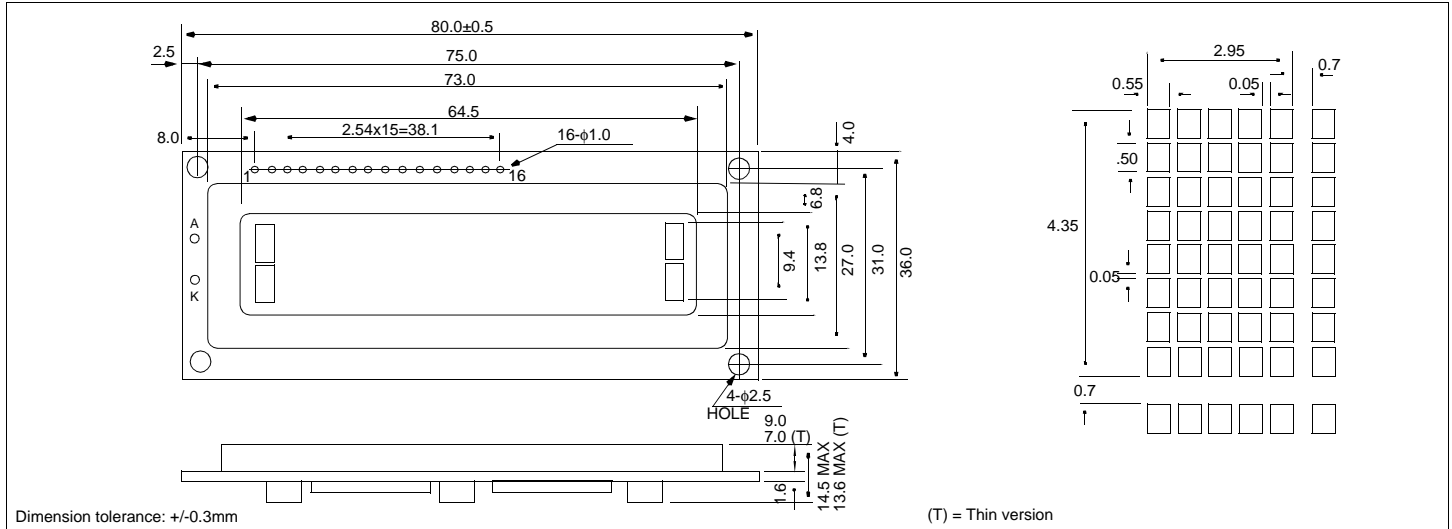 80.0±0.5
2.5
75.0
73.0
64.5
8.0
2.54x15=38.1
16-ϕ1.0
4.0
1
16
6.8
A
K
9.4
13.8
27.0
31.0
36.0
4-ϕ2.5
HOLE
9.0
7.0 (T)
1.6
14.5 MAX
13.6 MAX (T)
2.95
0.7
0.55
0.05
.50
4.35
0.05
0.7
Dimension tolerance: +/-0.3mm
(T) = Thin version